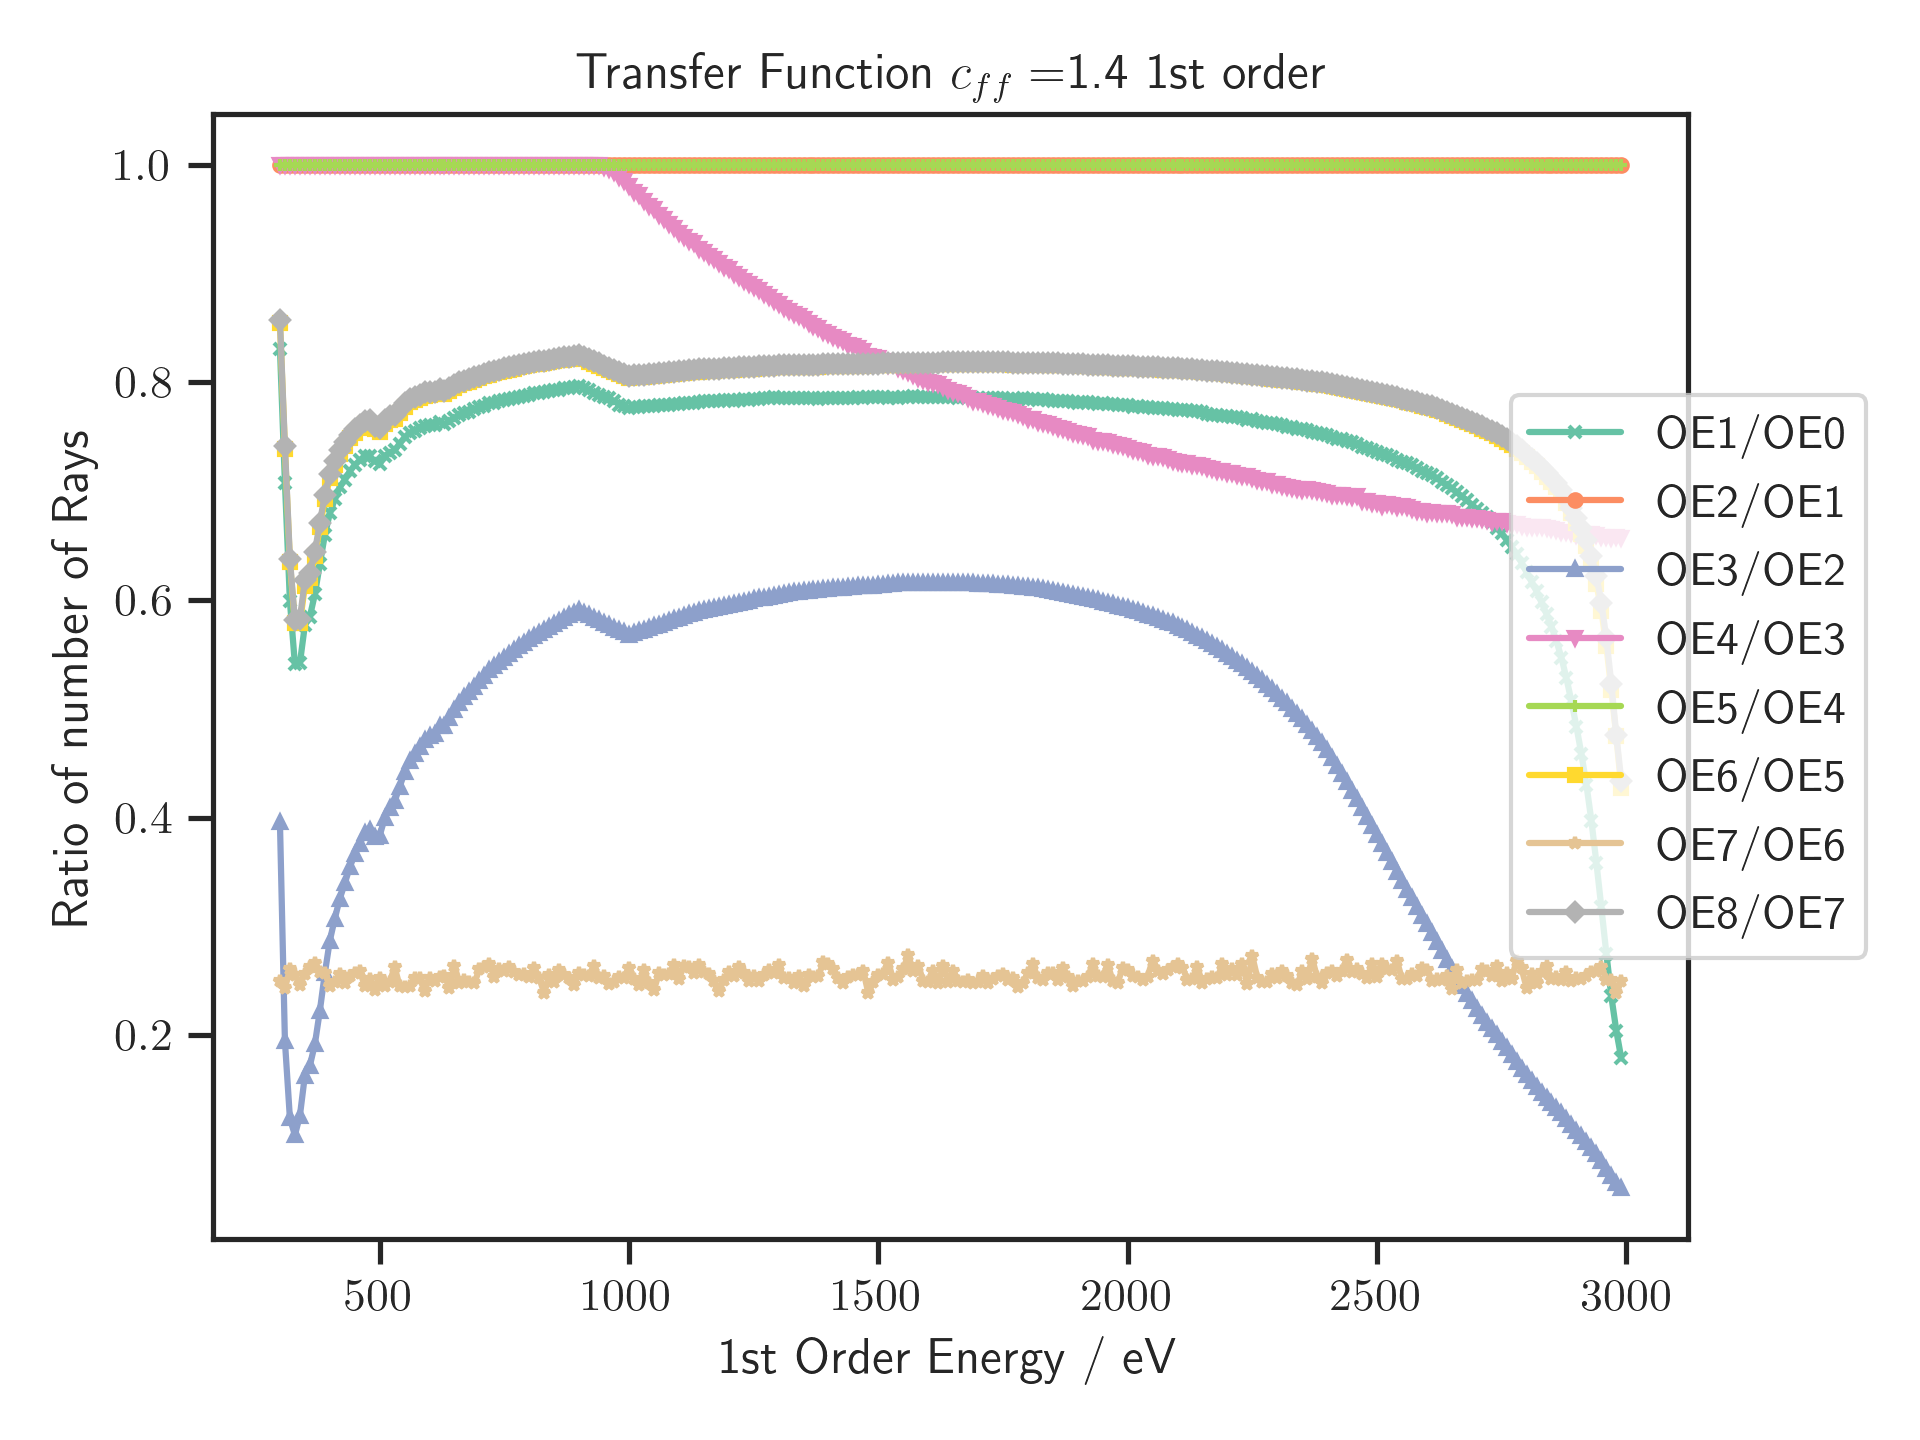 Transfer Function c_ff =1.4 1st order
Ratio of number of Rays
1.0
0.8
0.6
0.4
0.2
500 1000 1500 2000 2500 3000
1st Order Energy / eV
OE1/OE0
OE2/OE1
OE3/OE2
OE4/OE3
OE5/OE4
OE6/OE5
OE7/OE6
OE8/OE7